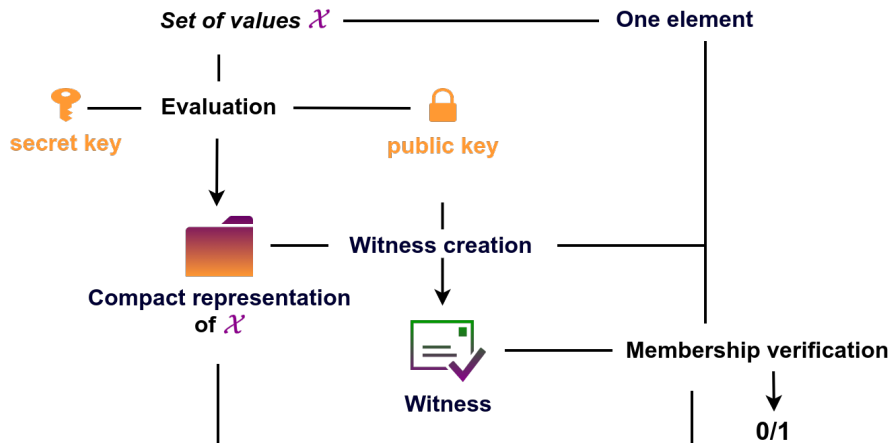 Set of values 𝒳
One element
Evaluation
secret key
public key
Witness creation
Compact representation
of 𝒳
Membership verification
Witness
0/1